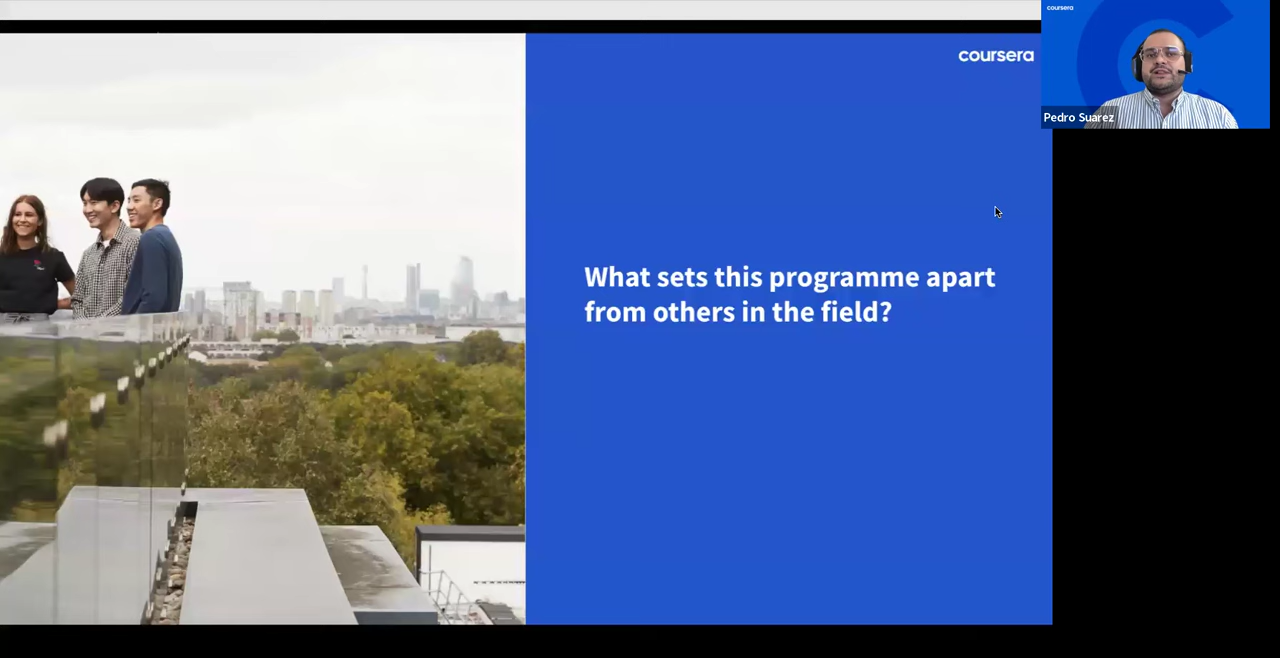 coursera
coursera
Pedro Suarez
What sets this programme apart
from others in the field?